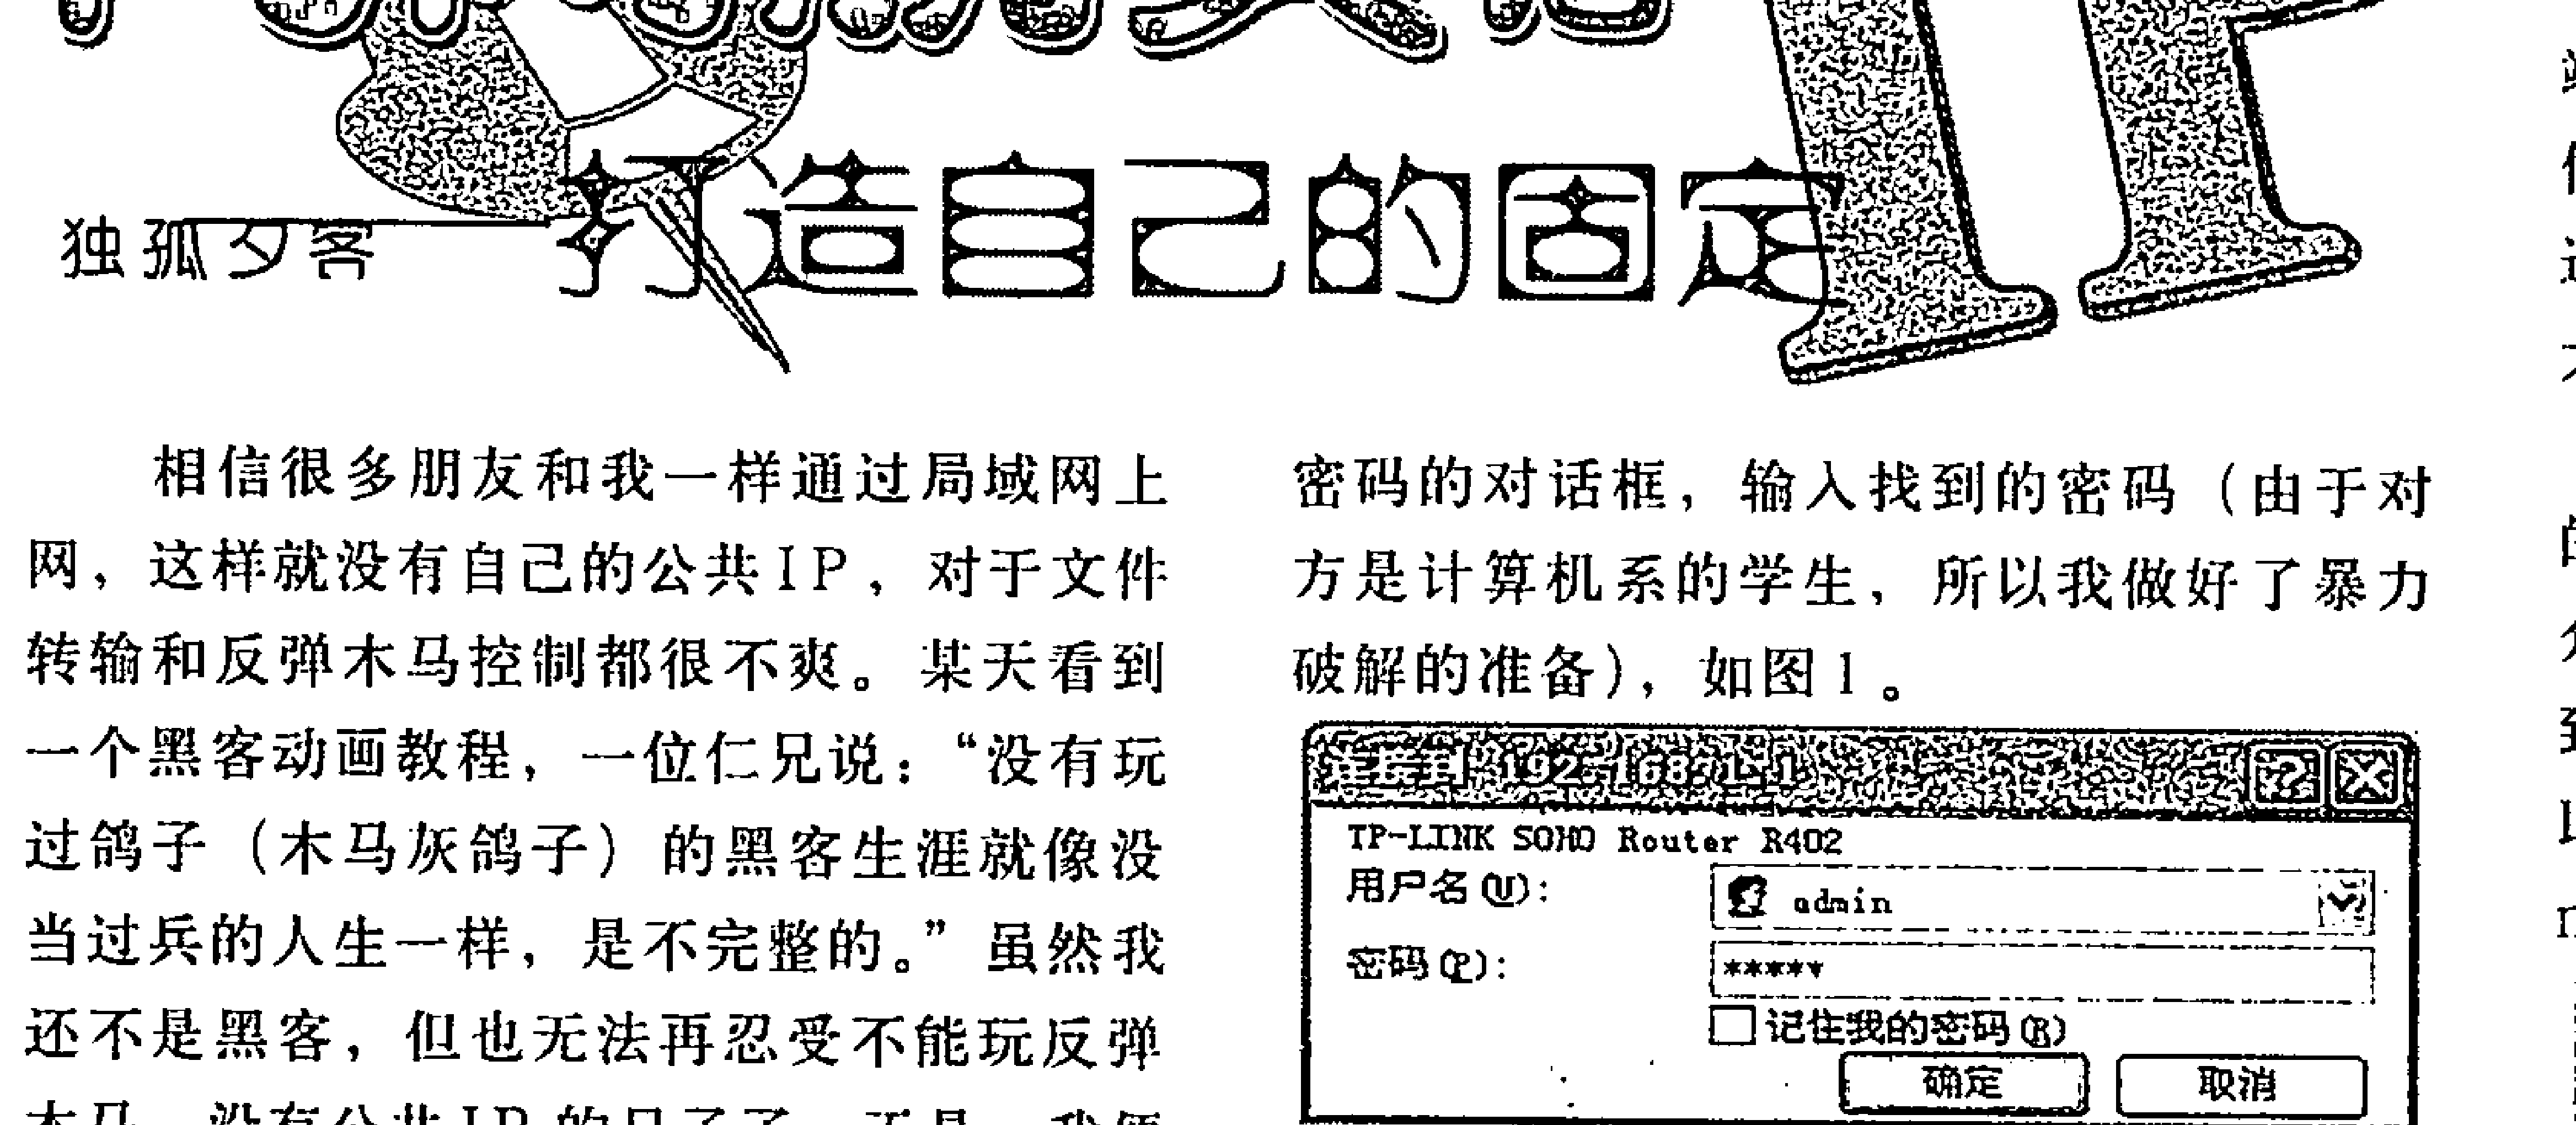 打造自己的固定IP
独孤夕客
相信很多朋友和我一样通过局域网上
网，这样就没有自己的公共IP，对于文件
转输和反弹木马控制都很不爽。某天看到
一个黑客动画教程，一位仁兄说：“没有玩
过鸽子（木马灰鸽子）的黑客生涯就像没
当过兵的人生一样，是不完整的。”虽然我
还不是黑客，但也无法再忍受不能玩反弹
密码的对话框，输入找到的密码（由于对
方是计算机系的学生，所以我做好了暴力
破解的准备），如图1。
连接到 192.168.1.1
TP-LINK SOHO Router R402
用户名(U)：
admin
密码(P)：
*****
记住我的密码(R)
确定
取消